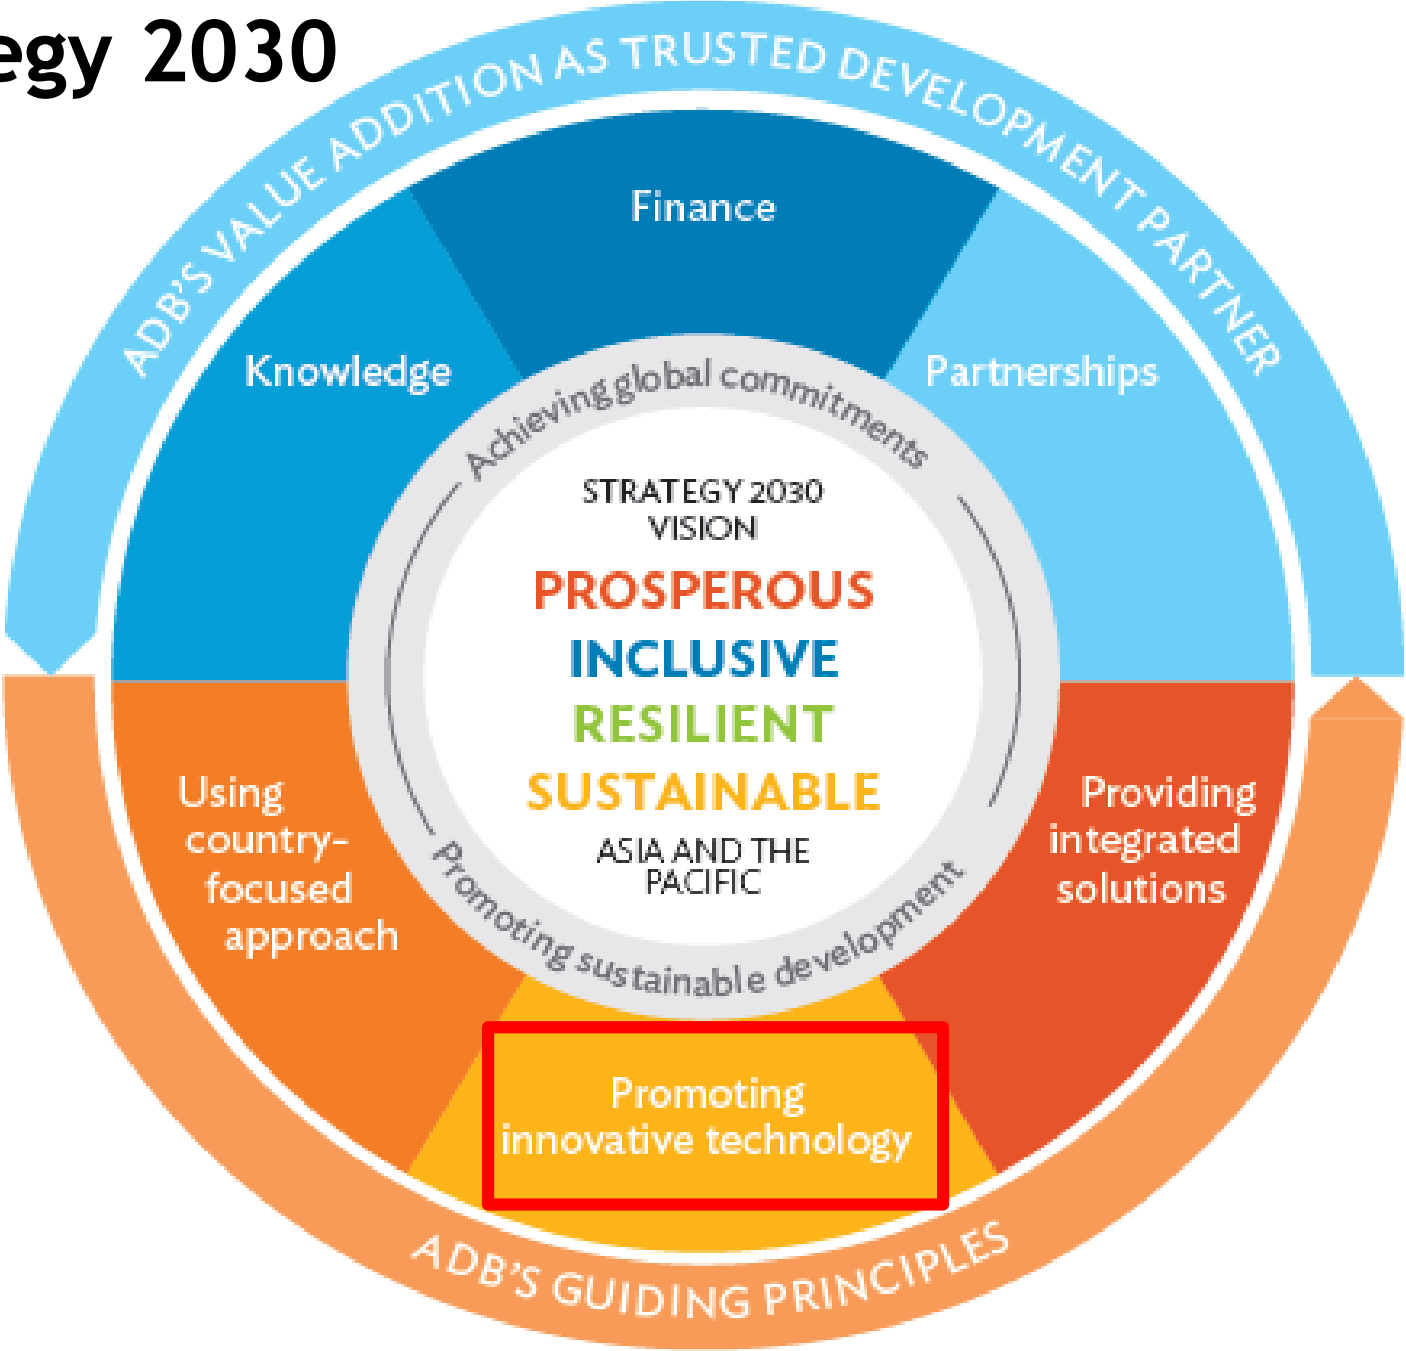 egy 2030
ADB'S VALUE ADDITION AS TRUSTED DEVELOPMENT PARTNER
Finance
Knowledge
Partnerships
Achieving global commitments
STRATEGY 2030
VISION
PROSPEROUS
INCLUSIVE
RESILIENT
SUSTAINABLE
ASIA AND THE
PACIFIC
Promoting sustainable development
Using
country-
focused
approach
Providing
integrated
solutions
Promoting
innovative technology
ADB'S GUIDING PRINCIPLES